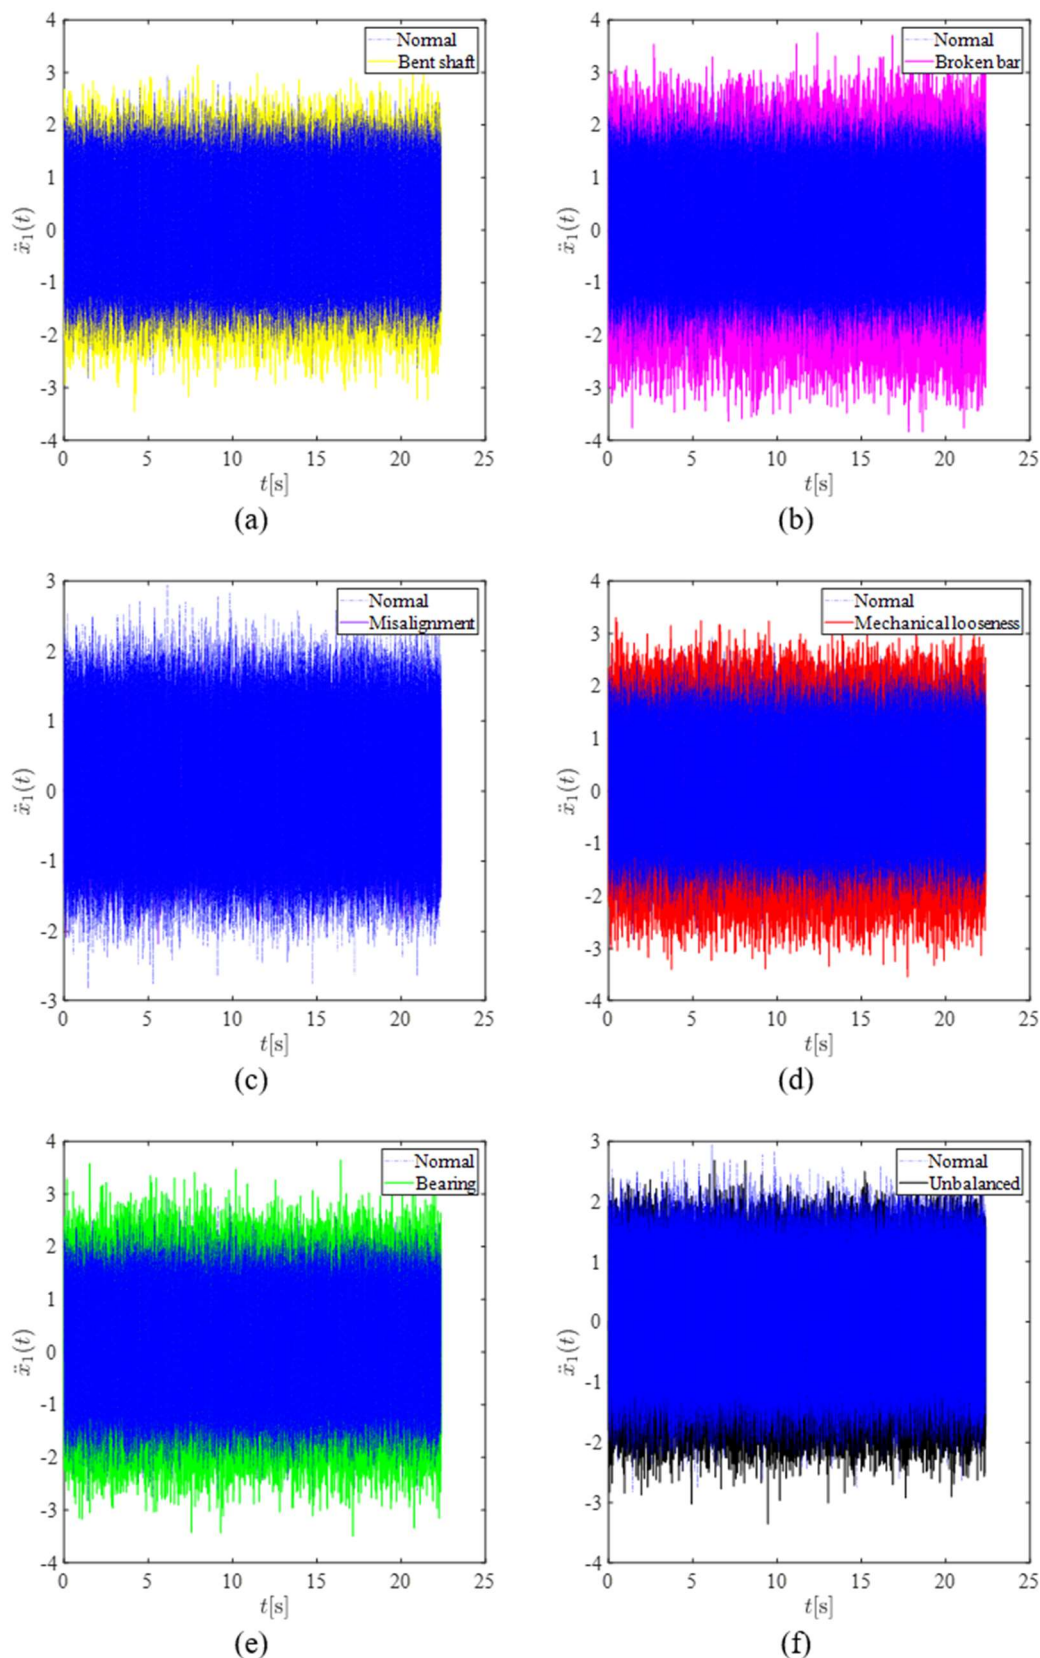 4
3
2
1
0
-1
-2
-3
-4
0 5 10 15 20 25
ẍ₁(t)
t[s]
Normal
Bent shaft
(a)
4
3
2
1
0
-1
-2
-3
-4
0 5 10 15 20 25
ẍ₁(t)
t[s]
Normal
Broken bar
(b)
3
2
1
0
-1
-2
-3
0 5 10 15 20 25
ẍ₁(t)
t[s]
Normal
Misalignment
(c)
4
3
2
1
0
-1
-2
-3
-4
0 5 10 15 20 25
ẍ₁(t)
t[s]
Normal
Mechanical looseness
(d)
4
3
2
1
0
-1
-2
-3
-4
0 5 10 15 20 25
ẍ₁(t)
t[s]
Normal
Bearing
(e)
3
2
1
0
-1
-2
-3
-4
0 5 10 15 20 25
ẍ₁(t)
t[s]
Normal
Unbalanced
(f)